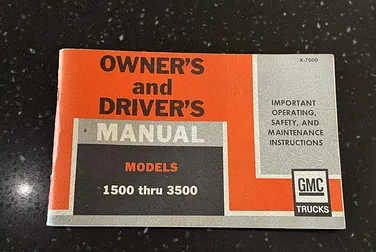 X-7000
OWNER'S
and
DRIVER'S
MANUAL
MODELS
1500 thru 3500
IMPORTANT
OPERATING,
SAFETY, AND
MAINTENANCE
INSTRUCTIONS
GMC
TRUCKS